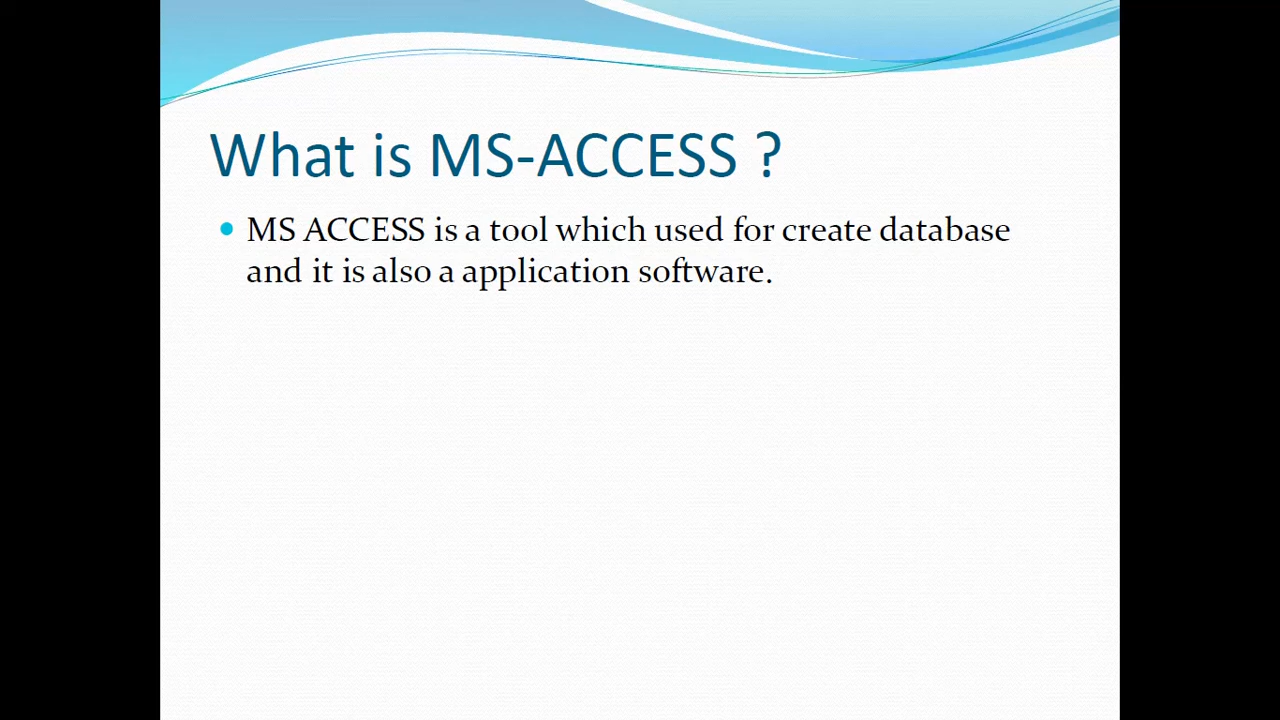 What is MS-ACCESS ?
MS ACCESS is a tool which used for create database
and it is also a application software.